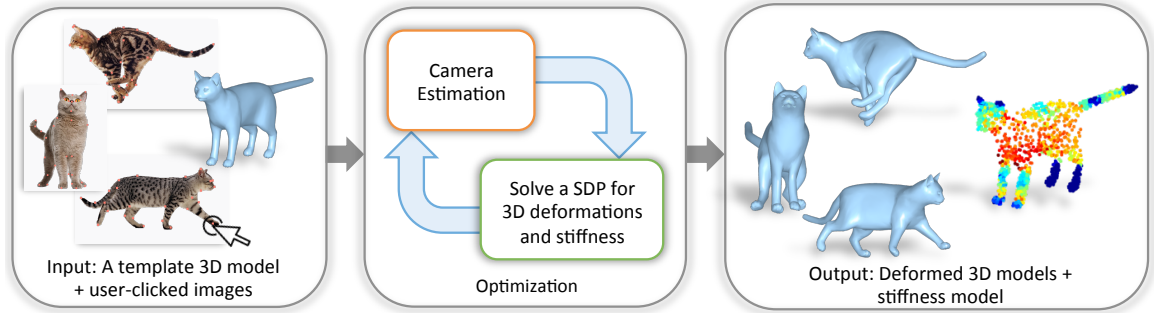 Input: A template 3D model
+ user-clicked images
Camera
Estimation
Solve a SDP for
3D deformations
and stiffness
Optimization
Output: Deformed 3D models +
stiffness model